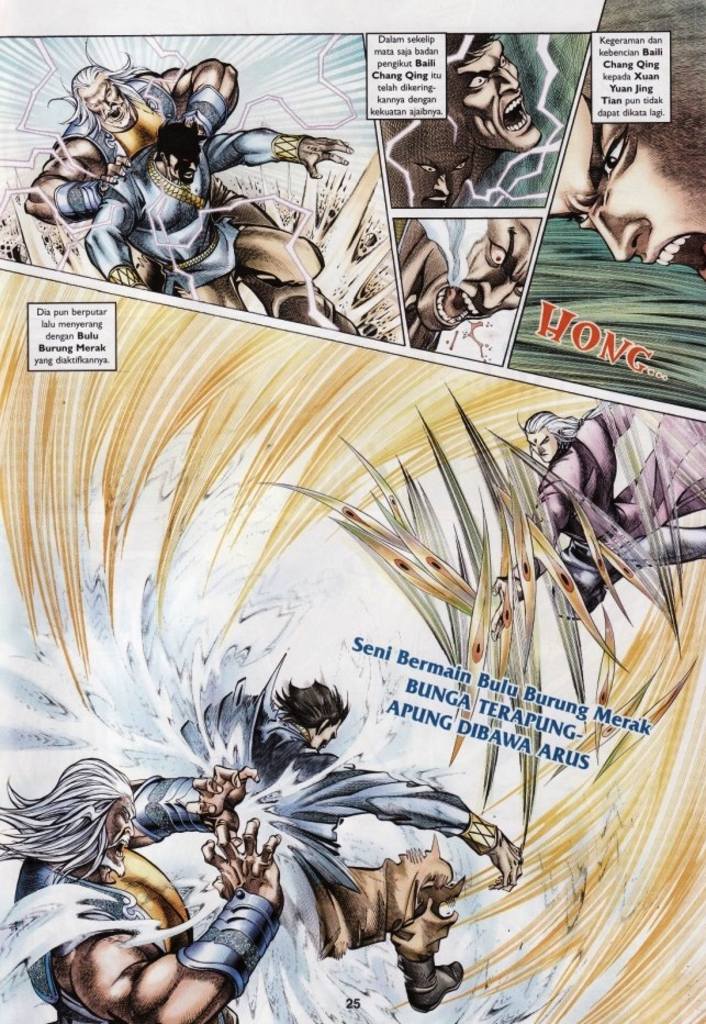 Dalam sekelip
mata saja badan
pengikut Baili
Chang Qing itu
telah dikering-
kannya dengan
kekuatan ajaibnya.
Kegeraman dan
kebencian Baili
Chang Qing
kepada Xuan
Yuan Jing
Tian pun tidak
dapat dikata lagi.
HONG...
Dia pun berputar
lalu menyerang
dengan Bulu
Burung Merak
yang diaktifkannya.
Seni Bermain Bulu Burung Merak
BUNGA TERAPUNG-
APUNG DIBAWA ARUS
25